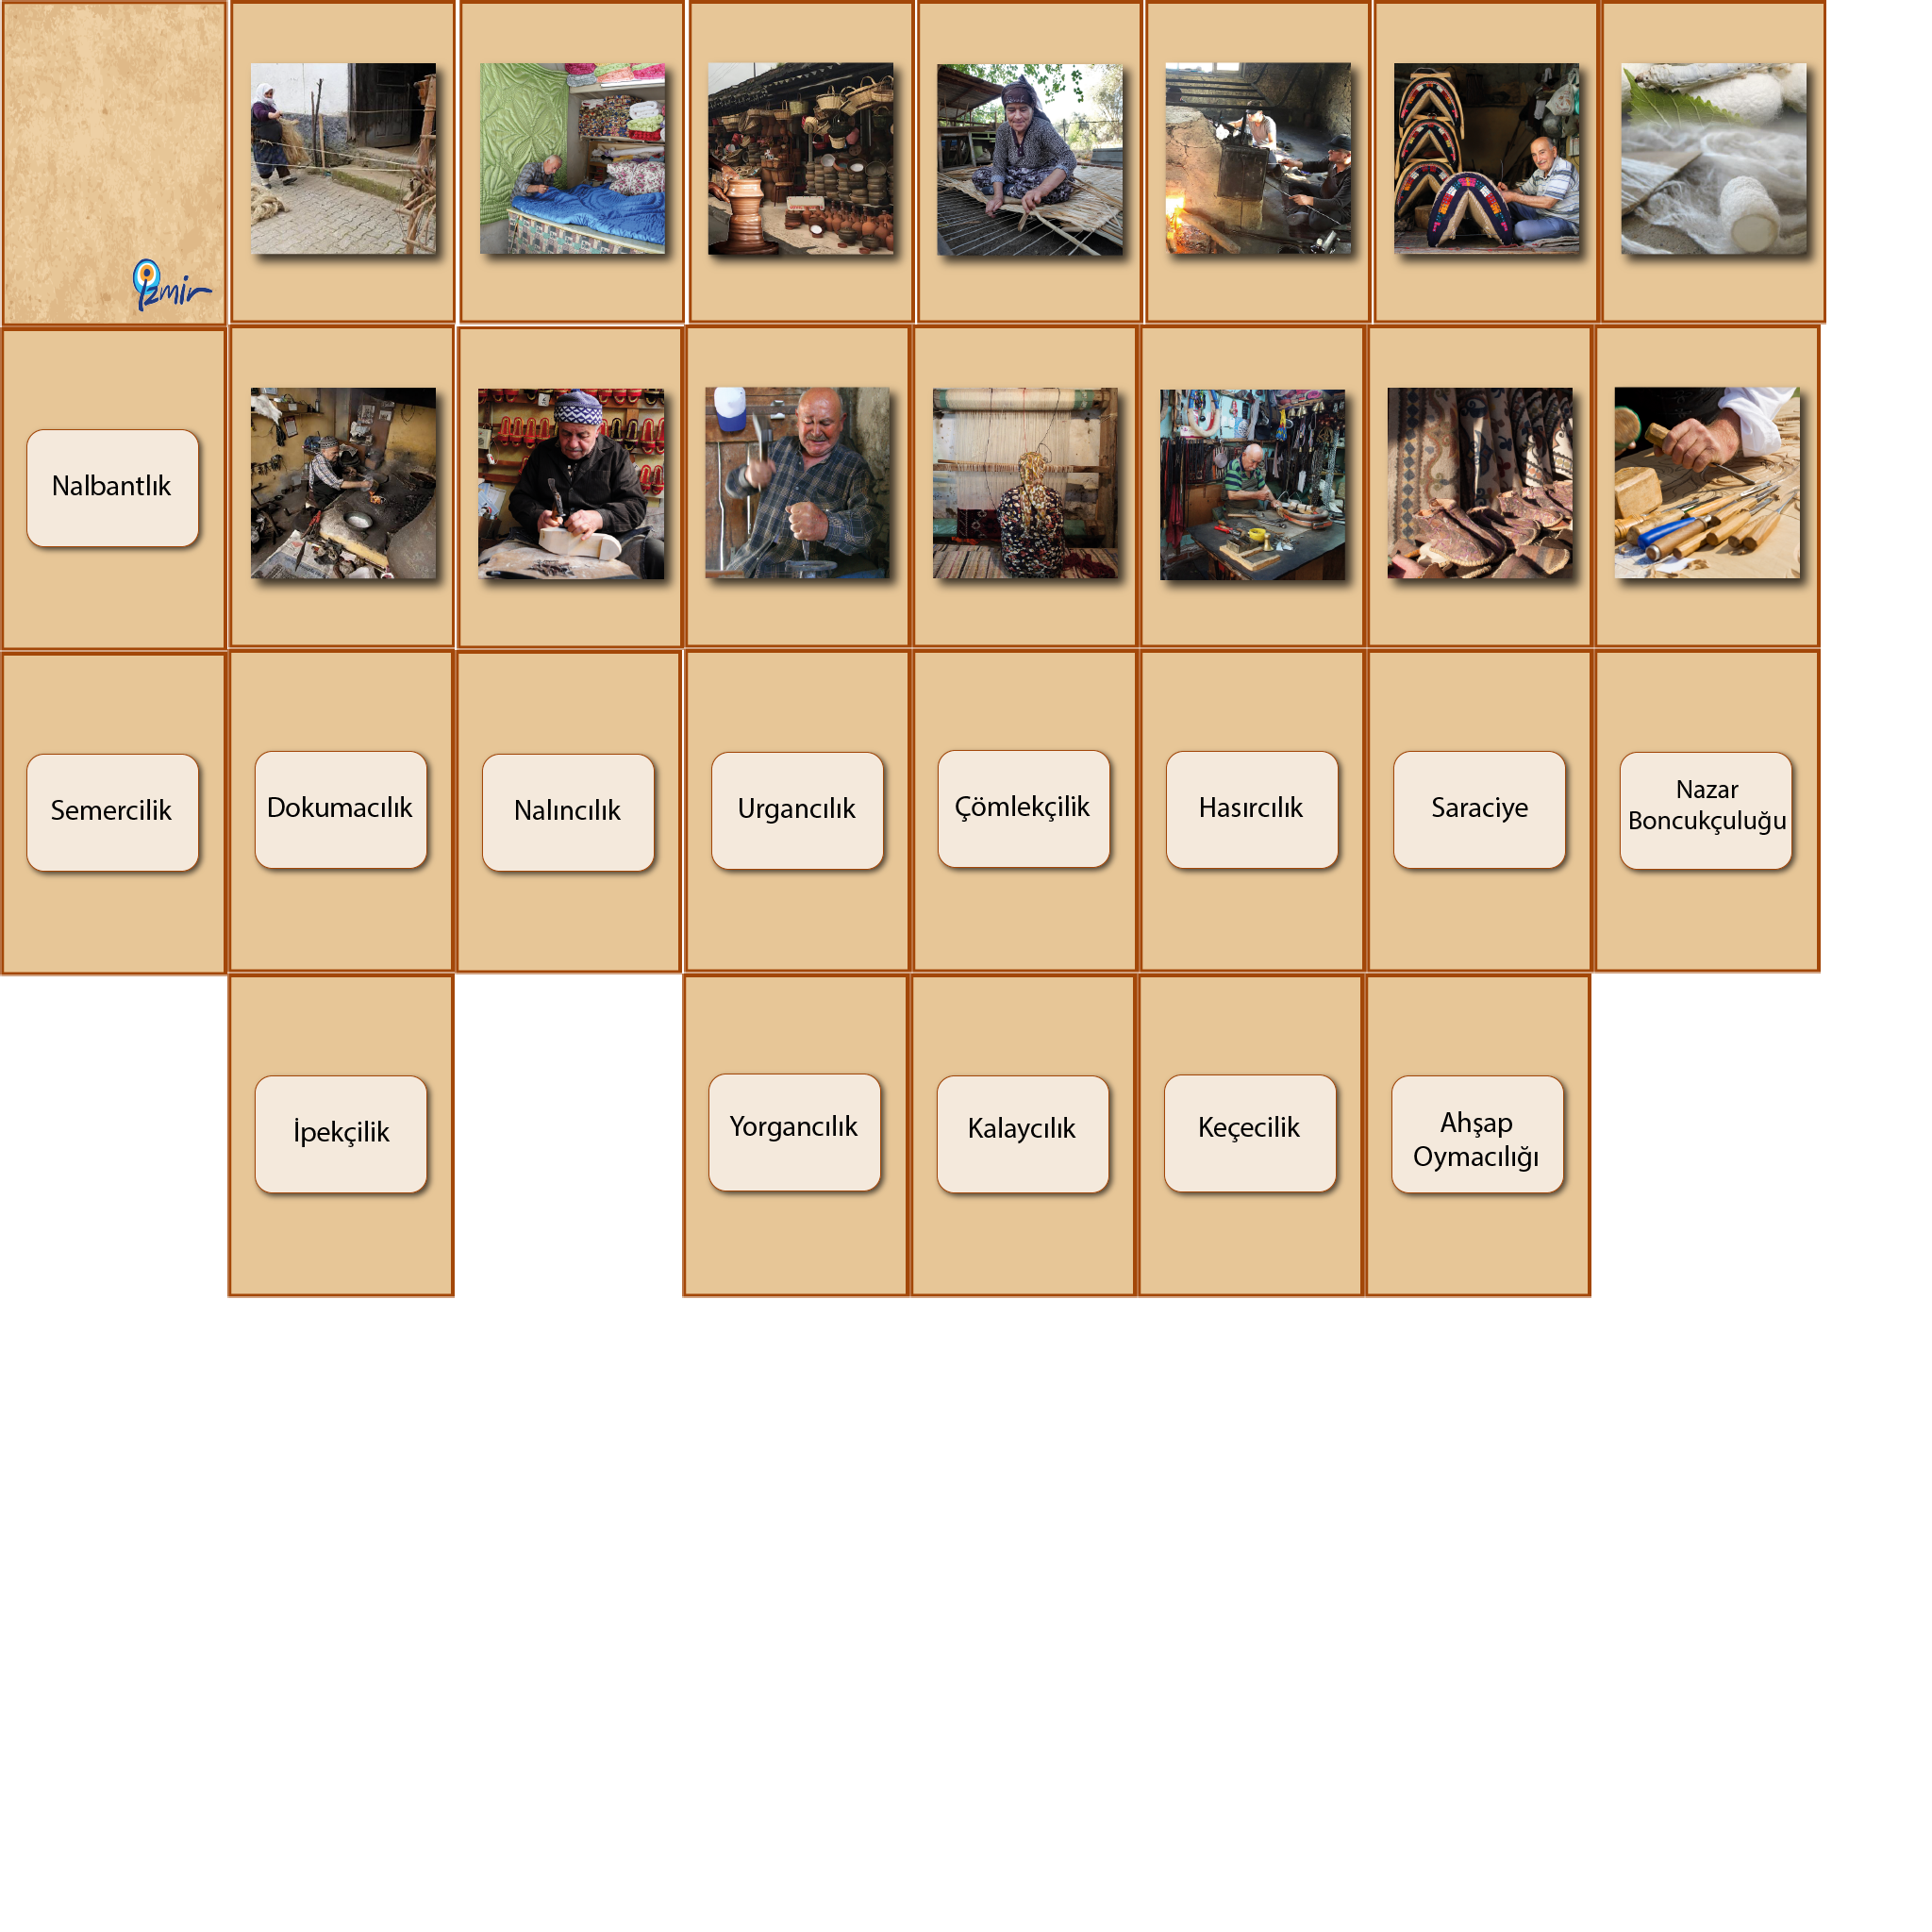 İzmir
Nalbantlık
Semercilik
Dokumacılık
Nalıncılık
Urgancılık
Çömlekçilik
Hasırcılık
Saraciye
Nazar
Boncukçuluğu
İpekçilik
Yorgancılık
Kalaycılık
Keçecilik
Ahşap
Oymacılığı